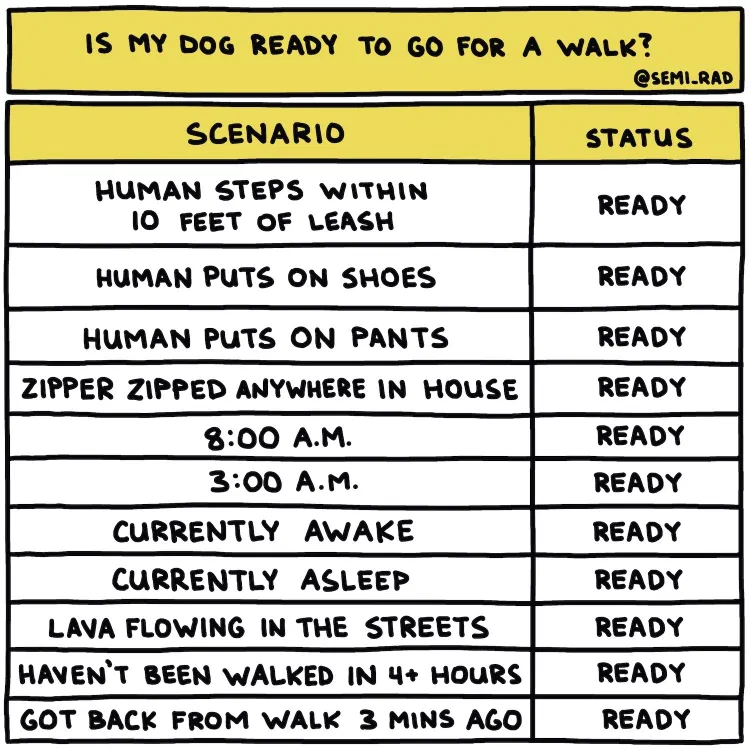 IS MY DOG READY TO GO FOR A WALK?
@SEMI_RAD
SCENARIO STATUS
HUMAN STEPS WITHIN
10 FEET OF LEASH READY
HUMAN PUTS ON SHOES READY
HUMAN PUTS ON PANTS READY
ZIPPER ZIPPED ANYWHERE IN HOUSE READY
8:00 A.M. READY
3:00 A.M. READY
CURRENTLY AWAKE READY
CURRENTLY ASLEEP READY
LAVA FLOWING IN THE STREETS READY
HAVEN'T BEEN WALKED IN 4+ HOURS READY
GOT BACK FROM WALK 3 MINS AGO READY